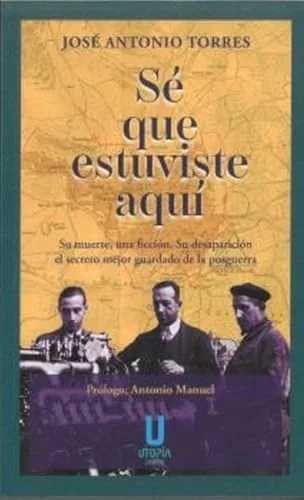 JOSÉ ANTONIO TORRES
Sé
que
estuviste
aquí
Su muerte, una ficción. Su desaparición
el secreto mejor guardado de la posguerra
Prólogo: Antonio Manuel
U
UTOPÍA